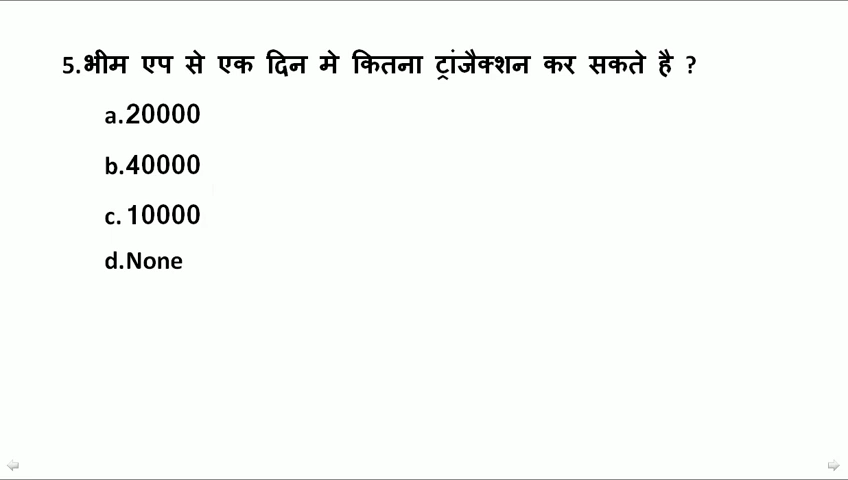 5.भीम एप से एक दिन मे कितना ट्रांजैक्शन कर सकते है ?
a.20000
b.40000
c. 10000
d.None